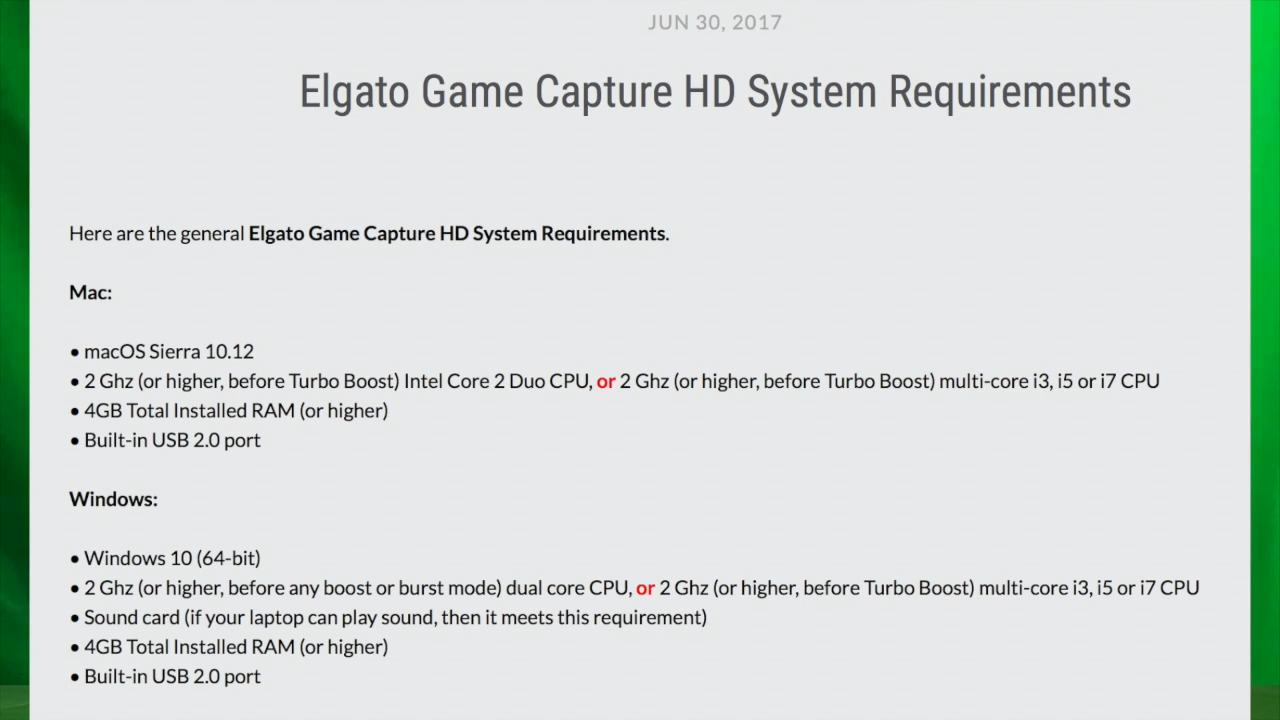 JUN 30, 2017
Elgato Game Capture HD System Requirements
Here are the general Elgato Game Capture HD System Requirements.
Mac:
• macOS Sierra 10.12
• 2 Ghz (or higher, before Turbo Boost) Intel Core 2 Duo CPU, or 2 Ghz (or higher, before Turbo Boost) multi-core i3, i5 or i7 CPU
• 4GB Total Installed RAM (or higher)
• Built-in USB 2.0 port
Windows:
• Windows 10 (64-bit)
• 2 Ghz (or higher, before any boost or burst mode) dual core CPU, or 2 Ghz (or higher, before Turbo Boost) multi-core i3, i5 or i7 CPU
• Sound card (if your laptop can play sound, then it meets this requirement)
• 4GB Total Installed RAM (or higher)
• Built-in USB 2.0 port